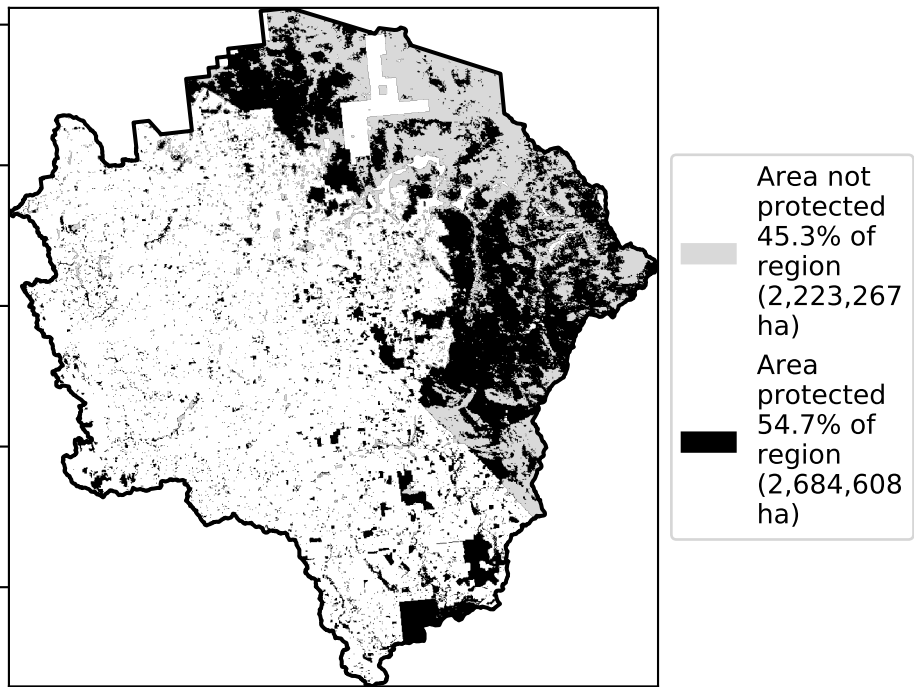 Area not
protected
45.3% of
region
(2,223,267
ha)
Area
protected
54.7% of
region
(2,684,608
ha)